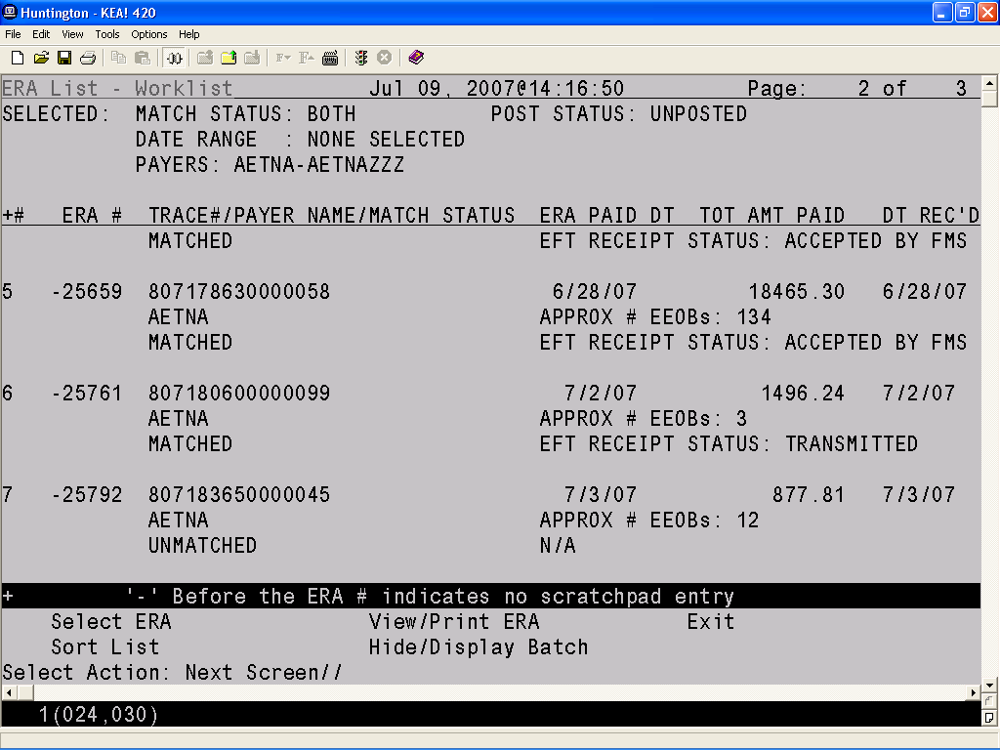 Huntington - KEA! 420
File Edit View Tools Options Help
ERA List - Worklist Jul 09, 2007@14:16:50 Page: 2 of 3
SELECTED: MATCH STATUS: BOTH POST STATUS: UNPOSTED
DATE RANGE : NONE SELECTED
PAYERS: AETNA-AETNAZZZ
+# ERA # TRACE#/PAYER NAME/MATCH STATUS ERA PAID DT TOT AMT PAID DT REC'D
MATCHED EFT RECEIPT STATUS: ACCEPTED BY FMS
5 -25659 807178630000058 6/28/07 18465.30 6/28/07
AETNA APPROX # EEOBs: 134
MATCHED EFT RECEIPT STATUS: ACCEPTED BY FMS
6 -25761 807180600000099 7/2/07 1496.24 7/2/07
AETNA APPROX # EEOBs: 3
MATCHED EFT RECEIPT STATUS: TRANSMITTED
7 -25792 807183650000045 7/3/07 877.81 7/3/07
AETNA APPROX # EEOBs: 12
UNMATCHED N/A
+ '-' Before the ERA # indicates no scratchpad entry
Select ERA View/Print ERA Exit
Sort List Hide/Display Batch
Select Action: Next Screen//
1(024,030)